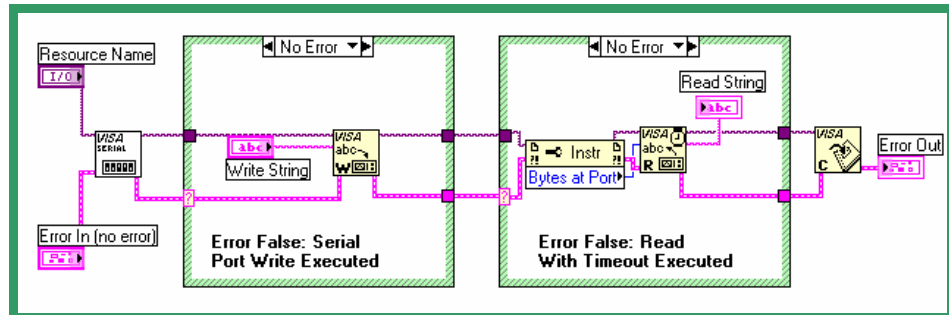 Resource Name
I/O
VISA
SERIAL
No Error
abc
Write String
VISA
abc
W
No Error
Read String
abc
Instr
Bytes at Port
VISA
abc
R
VISA
C
Error Out
?
?
?!
?!
Error In (no error)
Error False: Serial
Port Write Executed
Error False: Read
With Timeout Executed